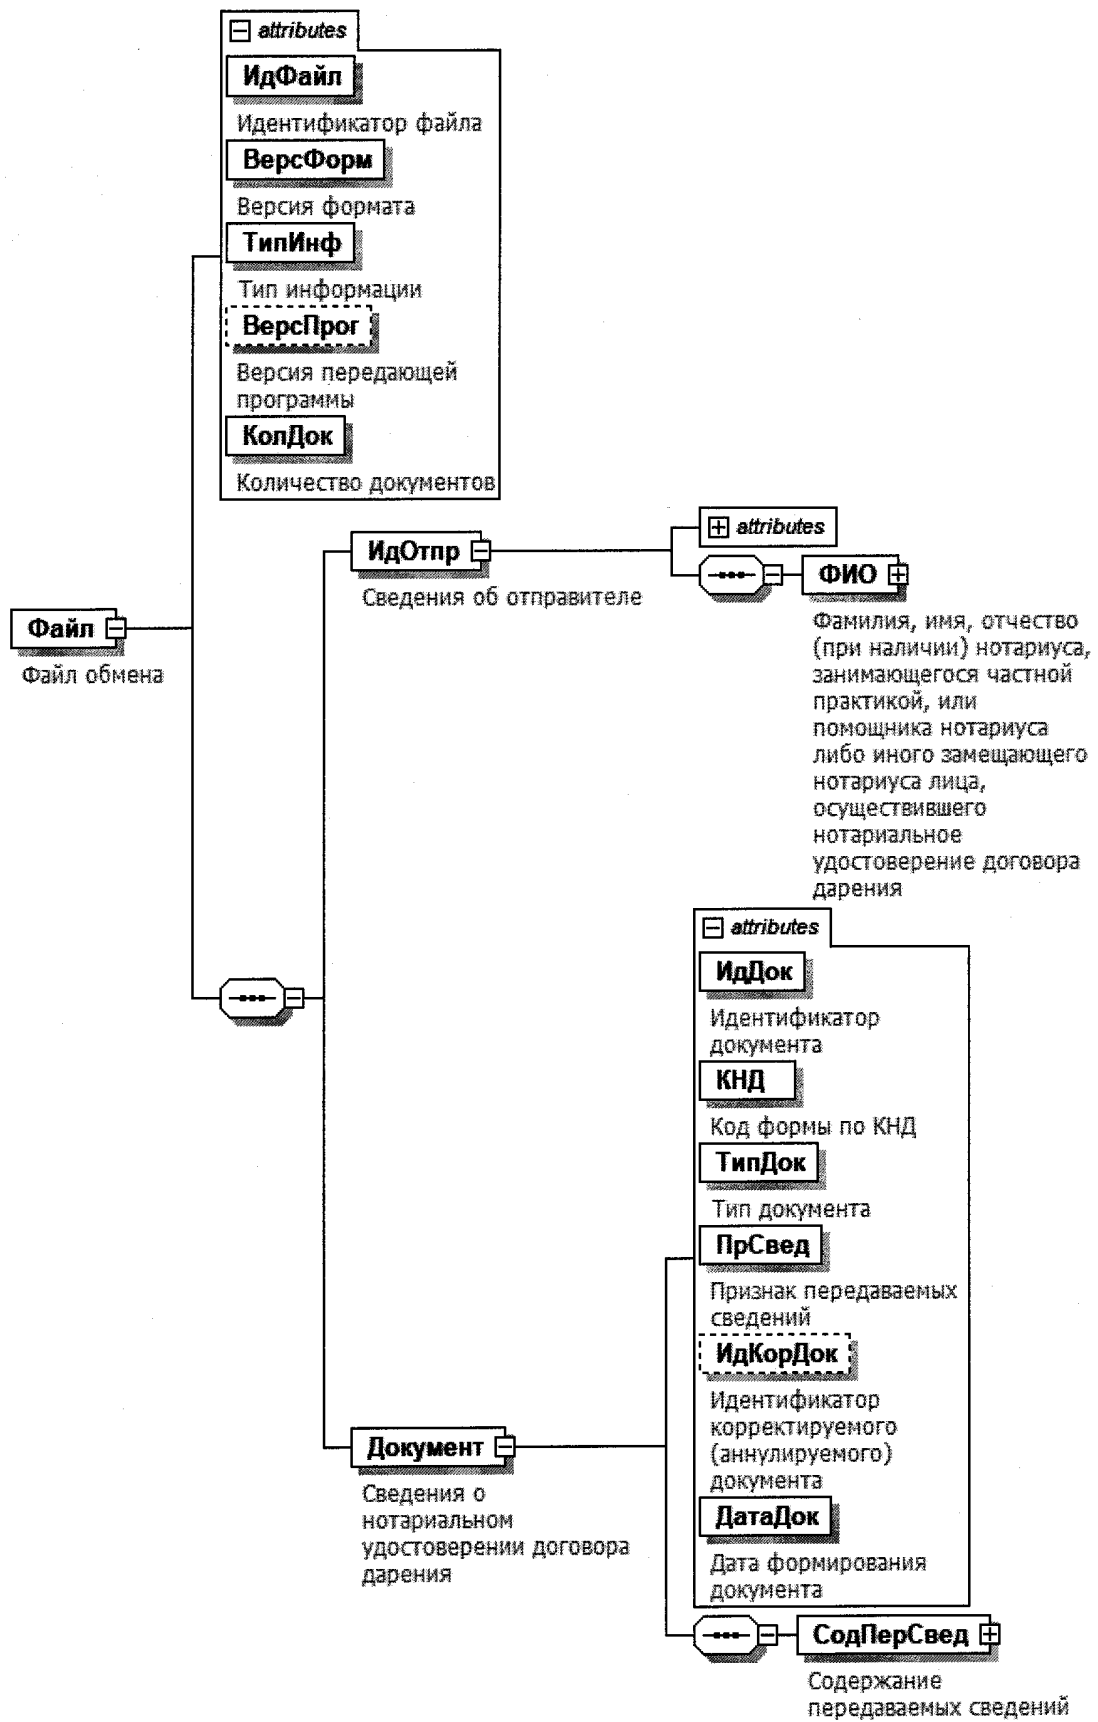 attributes
ИдФайл
Идентификатор файла
ВерсФорм
Версия формата
ТипИнф
Тип информации
ВерсПрог
Версия передающей
программы
КолДок
Количество документов
Файл
Файл обмена
ИдОтпр
Сведения об отправителе
attributes
ФИО
Фамилия, имя, отчество
(при наличии) нотариуса,
занимающегося частной
практикой, или
помощника нотариуса
либо иного замещающего
нотариуса лица,
осуществившего
нотариальное
удостоверение договора
дарения
Документ
Сведения о
нотариальном
удостоверении договора
дарения
attributes
ИдДок
Идентификатор
документа
КНД
Код формы по КНД
ТипДок
Тип документа
ПрСвед
Признак передаваемых
сведений
ИдКорДок
Идентификатор
корректируемого
(аннулируемого)
документа
ДатаДок
Дата формирования
документа
СодПерСвед
Содержание
передаваемых сведений